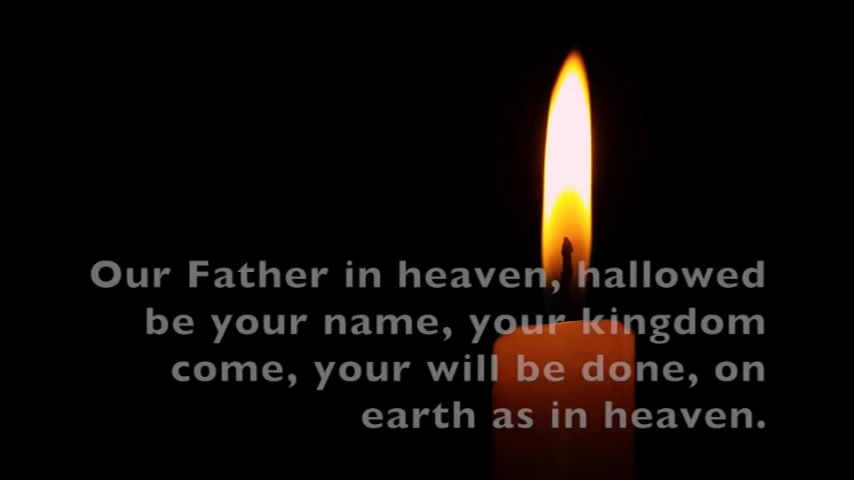 Our Father in heaven, hallowed
be your name, your kingdom
come, your will be done, on
earth as in heaven.